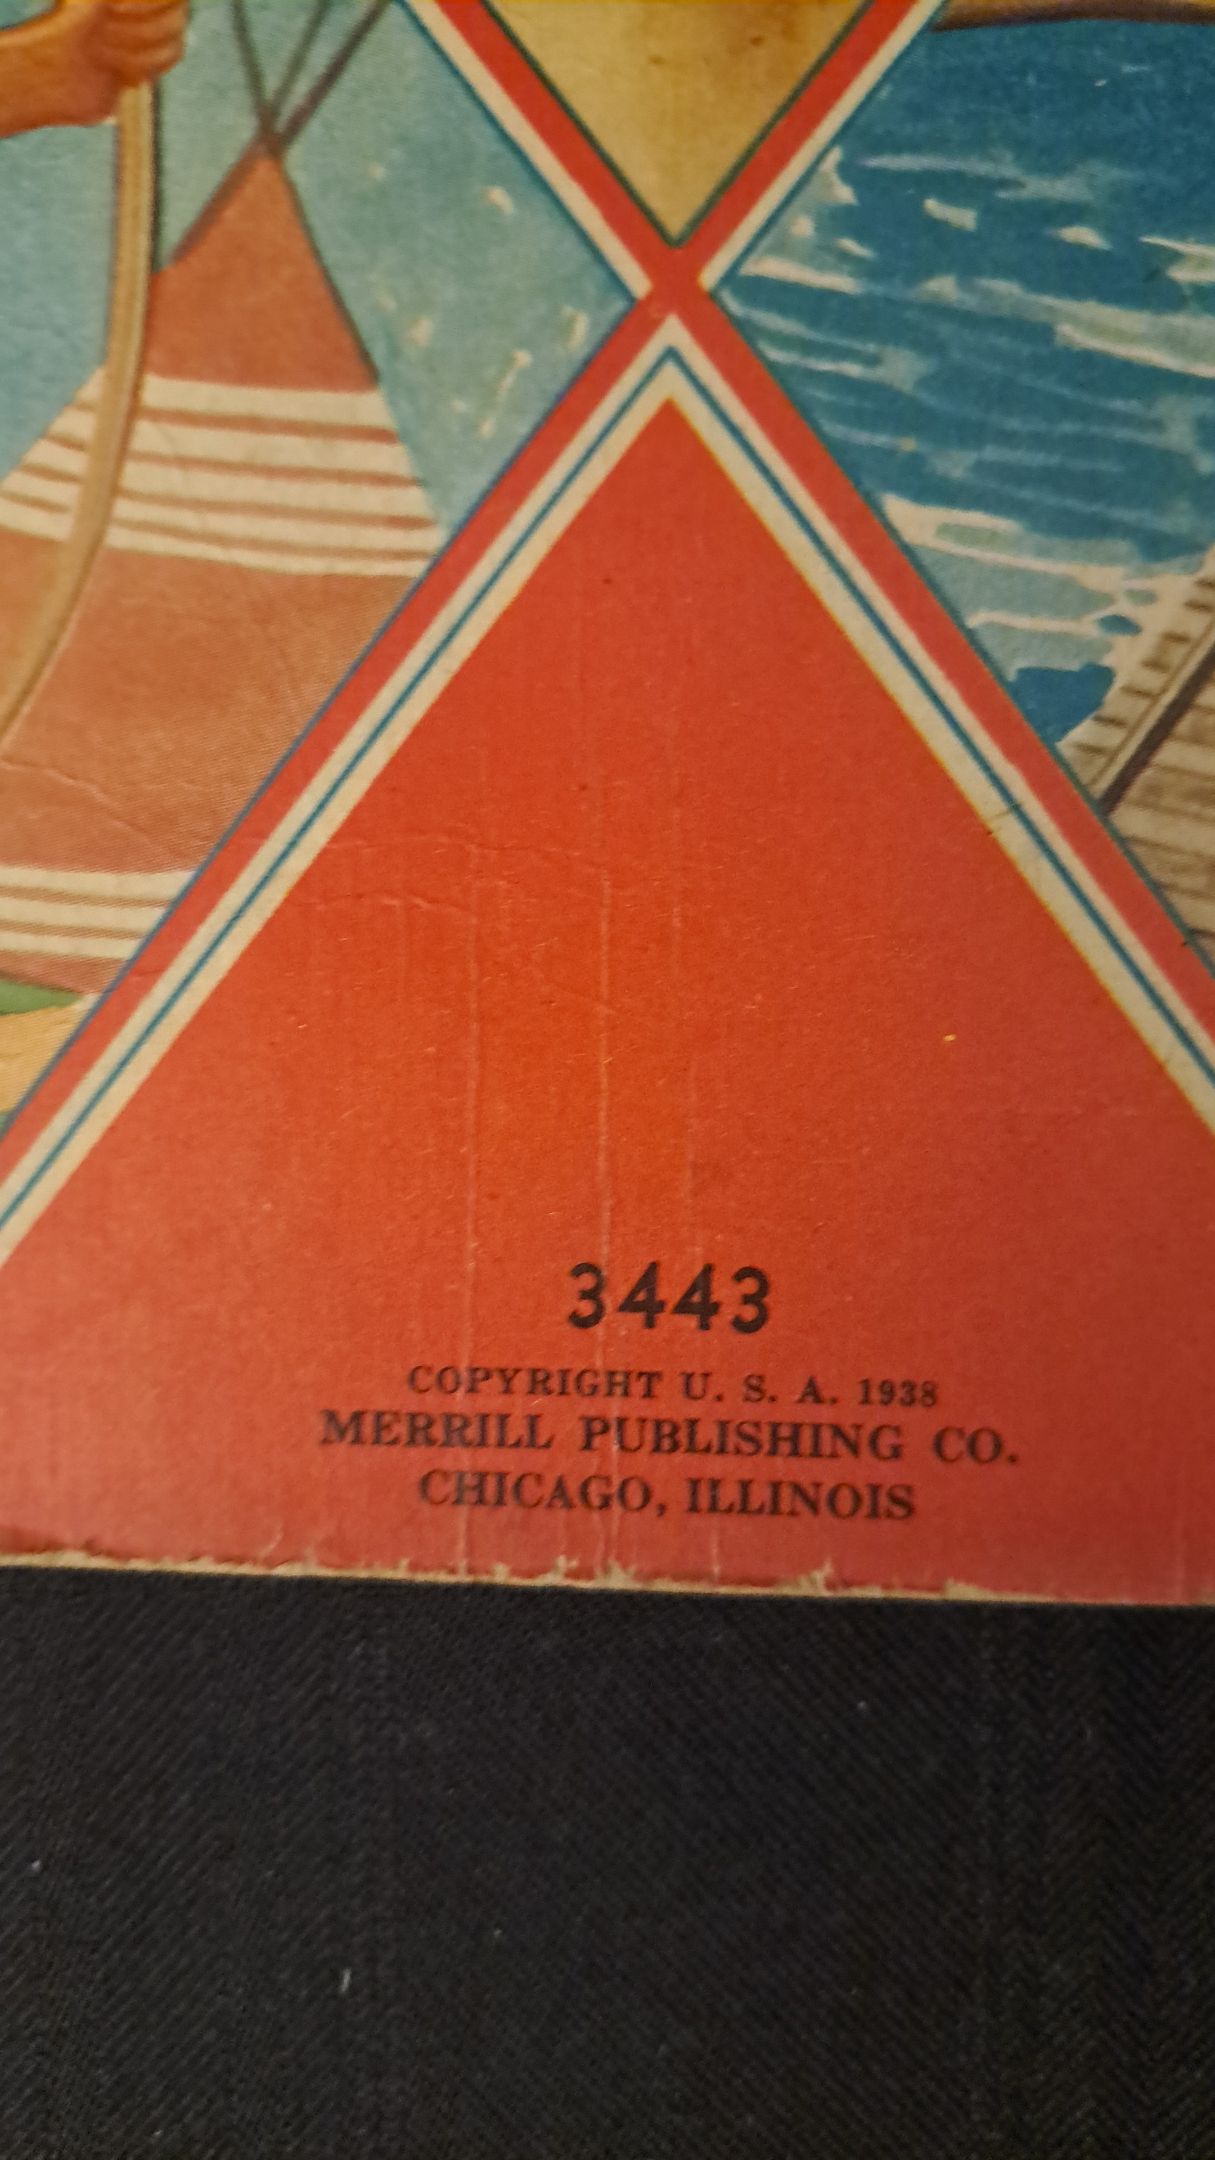 3443
COPYRIGHT U. S. A. 1938
MERRILL PUBLISHING CO.
CHICAGO, ILLINOIS